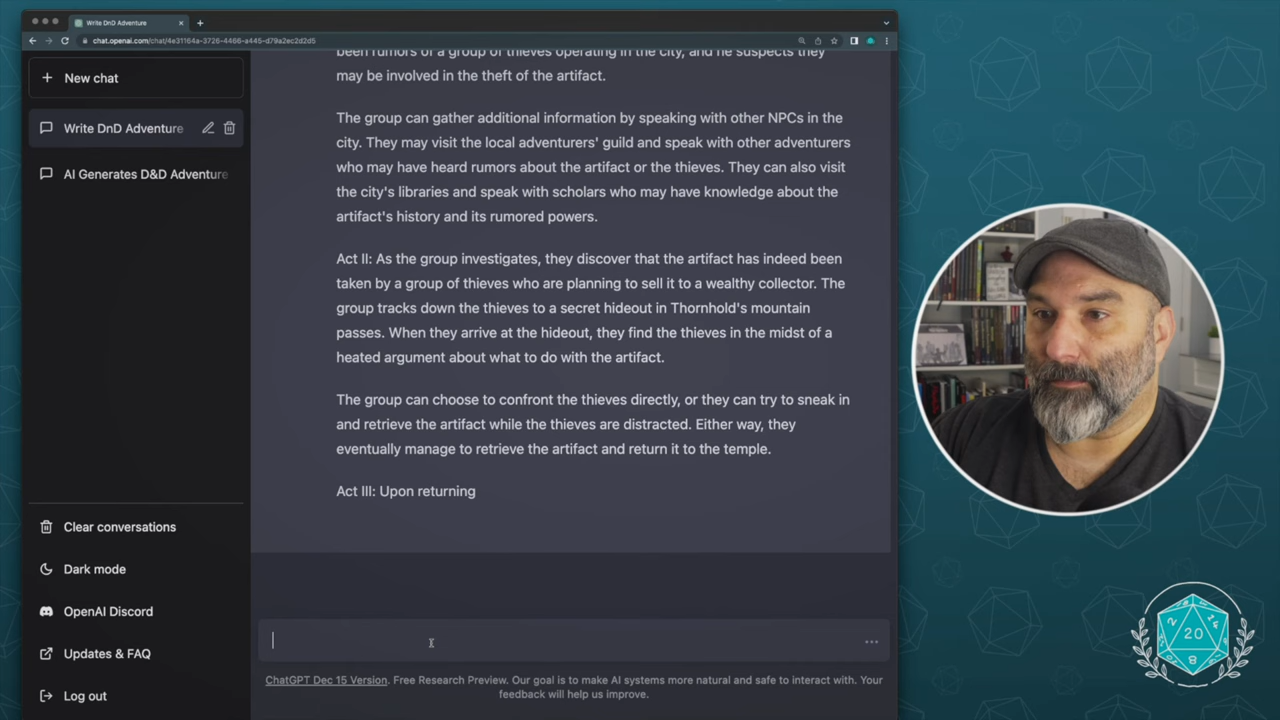 Write DnD Adventure
chat.openai.com/chat/4e31164a-3726-4466-a445-d79a2ec2d2d5
New chat
Write DnD Adventure
AI Generates D&D Adventure
Clear conversations
Dark mode
OpenAI Discord
Updates & FAQ
Log out
been rumors of a group of thieves operating in the city, and he suspects they
may be involved in the theft of the artifact.
The group can gather additional information by speaking with other NPCs in the
city. They may visit the local adventurers' guild and speak with other adventurers
who may have heard rumors about the artifact or the thieves. They can also visit
the city's libraries and speak with scholars who may have knowledge about the
artifact's history and its rumored powers.
Act II: As the group investigates, they discover that the artifact has indeed been
taken by a group of thieves who are planning to sell it to a wealthy collector. The
group tracks down the thieves to a secret hideout in Thornhold's mountain
passes. When they arrive at the hideout, they find the thieves in the midst of a
heated argument about what to do with the artifact.
The group can choose to confront the thieves directly, or they can try to sneak in
and retrieve the artifact while the thieves are distracted. Either way, they
eventually manage to retrieve the artifact and return it to the temple.
Act III: Upon returning
ChatGPT Dec 15 Version. Free Research Preview. Our goal is to make AI systems more natural and safe to interact with. Your
feedback will help us improve.
2
14
20
8